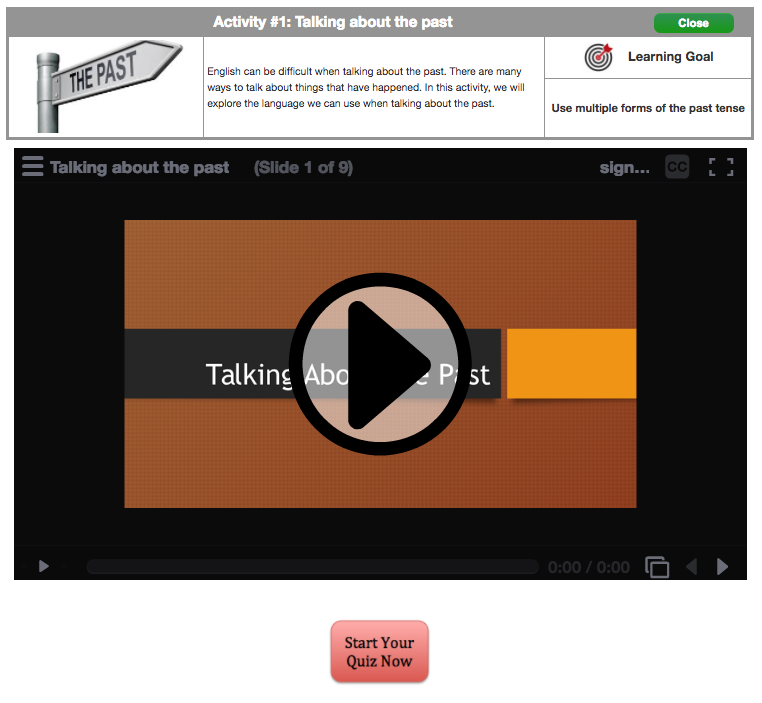 Activity #1: Talking about the past
Close
THE PAST
English can be difficult when talking about the past. There are many
ways to talk about things that have happened. In this activity, we will
explore the language we can use when talking about the past.
Learning Goal
Use multiple forms of the past tense
Talking about the past (Slide 1 of 9)
sign...
CC
Talking Abo e Past
0:00 / 0:00
Start Your
Quiz Now